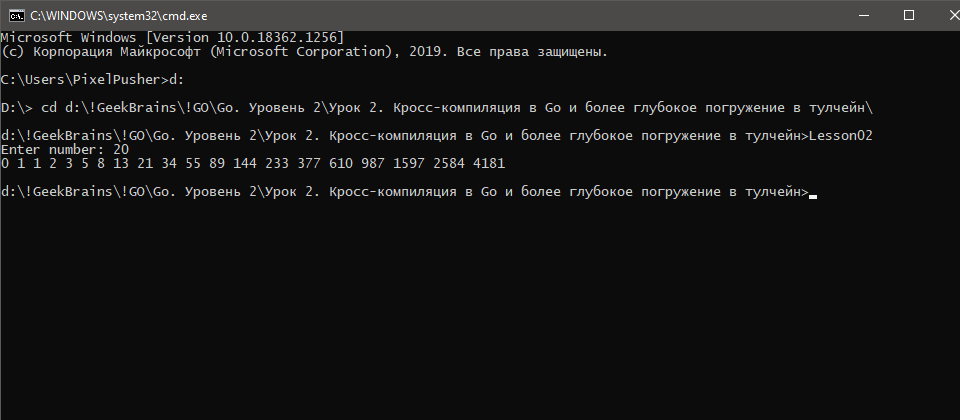 C:\WINDOWS\system32\cmd.exe
Microsoft Windows [Version 10.0.18362.1256]
(c) Корпорация Майкрософт (Microsoft Corporation), 2019. Все права защищены.
C:\Users\PixelPusher>d:
D:\> cd d:\!GeekBrains\!GO\Go. Уровень 2\Урок 2. Кросс-компиляция в Go и более глубокое погружение в тулчейн\
d:\!GeekBrains\!GO\Go. Уровень 2\Урок 2. Кросс-компиляция в Go и более глубокое погружение в тулчейн>Lesson02
Enter number: 20
0 1 1 2 3 5 8 13 21 34 55 89 144 233 377 610 987 1597 2584 4181
d:\!GeekBrains\!GO\Go. Уровень 2\Урок 2. Кросс-компиляция в Go и более глубокое погружение в тулчейн>